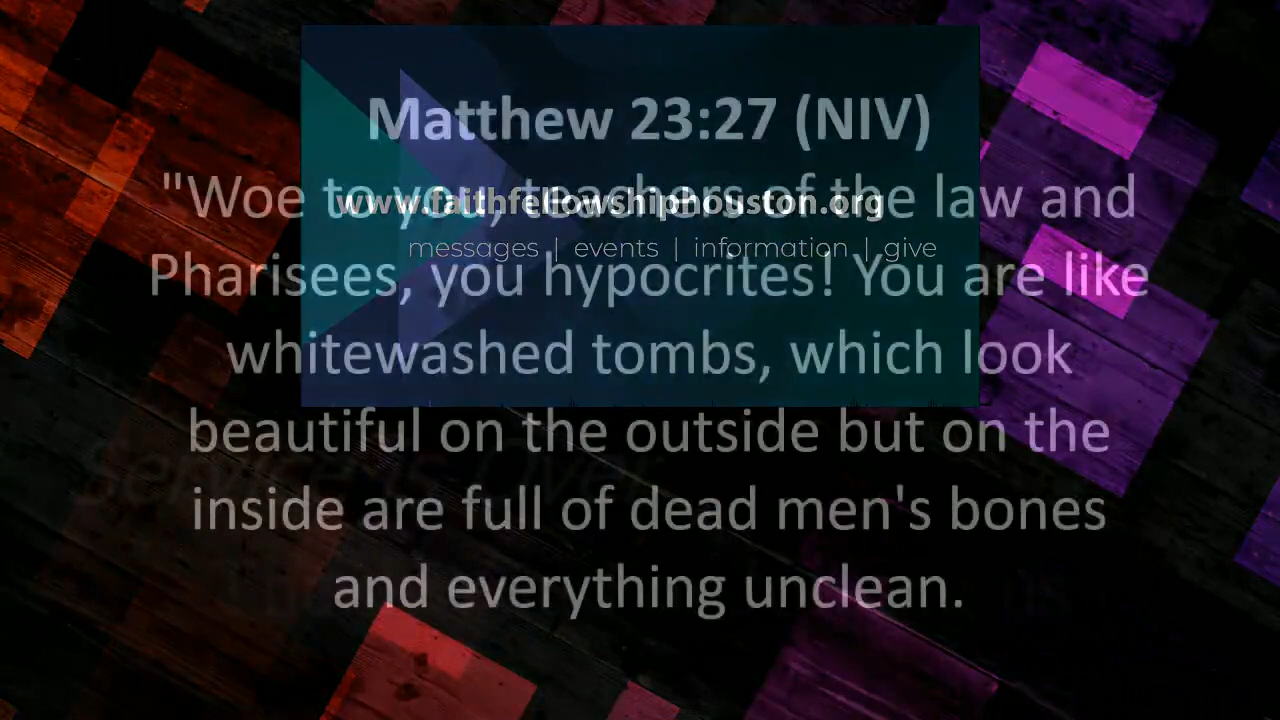 Matthew 23:27 (NIV)
"Woe to you, teachers of the law and
www.faithfellowshiphouston.org
messages | events | information | give
Pharisees, you hypocrites! You are like
whitewashed tombs, which look
beautiful on the outside but on the
inside are full of dead men's bones
and everything unclean.